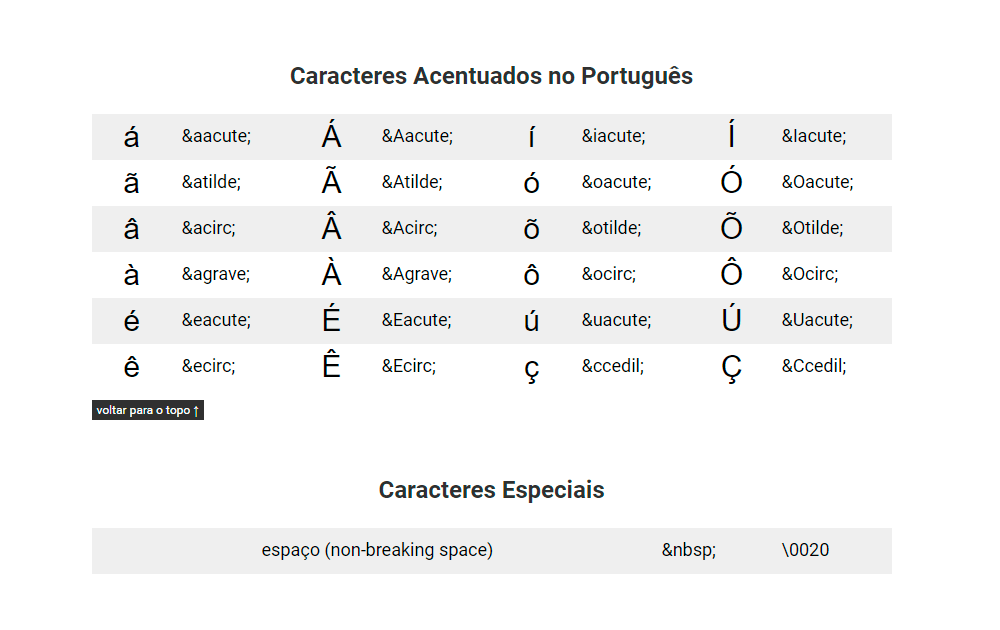 Caracteres Acentuados no Português
á &aacute; Á &Aacute; í &iacute; Í &Iacute;
ã &atilde; Ã &Atilde; ó &oacute; Ó &Oacute;
â &acirc; Â &Acirc; õ &otilde; Õ &Otilde;
à &agrave; À &Agrave; ô &ocirc; Ô &Ocirc;
é &eacute; É &Eacute; ú &uacute; Ú &Uacute;
ê &ecirc; Ê &Ecirc; ç &ccedil; Ç &Ccedil;
voltar para o topo ↑
Caracteres Especiais
espaço (non-breaking space) &nbsp; \0020